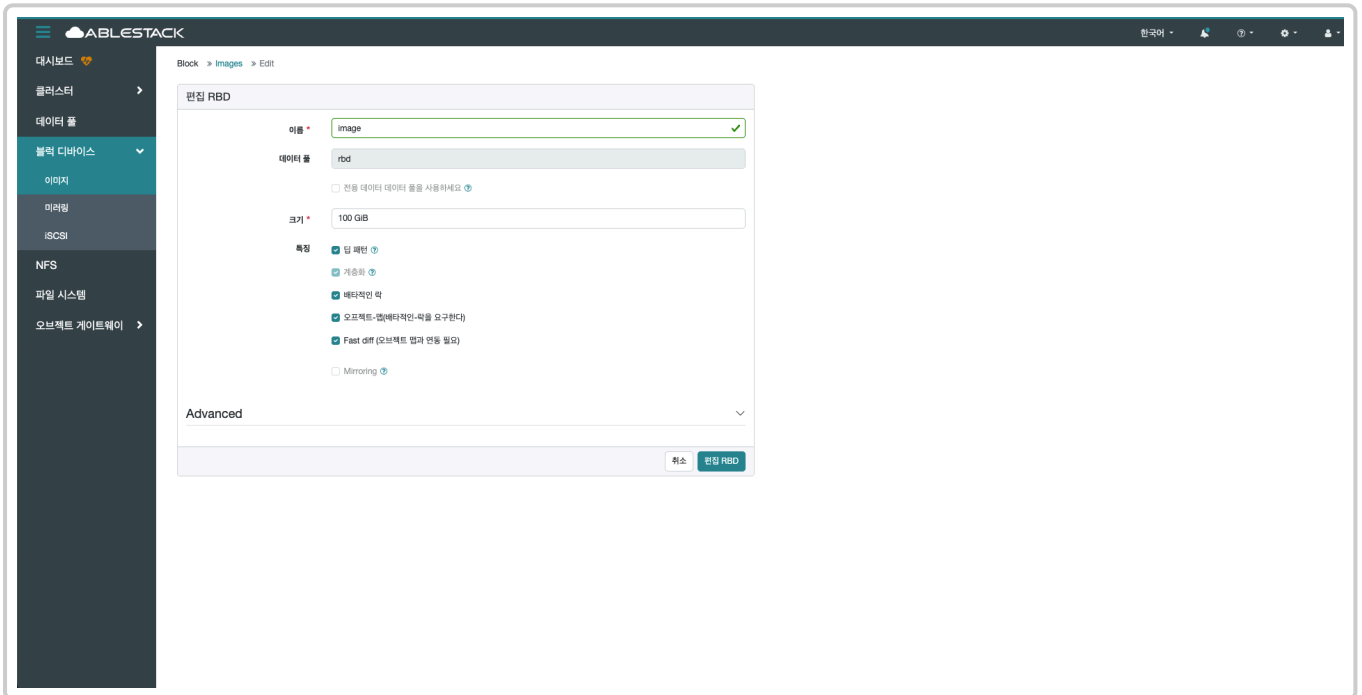 ABLESTACK
한국어
대시보드
클러스터
데이터 풀
블럭 디바이스
이미지
미러링
iSCSI
NFS
파일 시스템
오브젝트 게이트웨이
Block » Images » Edit
편집 RBD
이름 *
image
데이터 풀
rbd
전용 데이터 데이터 풀을 사용하세요
크기 *
100 GiB
특징
딥 패턴
계층화
배타적인 락
오프젝트-맵(배타적인-락을 요구한다)
Fast diff (오브젝트 맵과 연동 필요)
Mirroring
Advanced
취소
편집 RBD